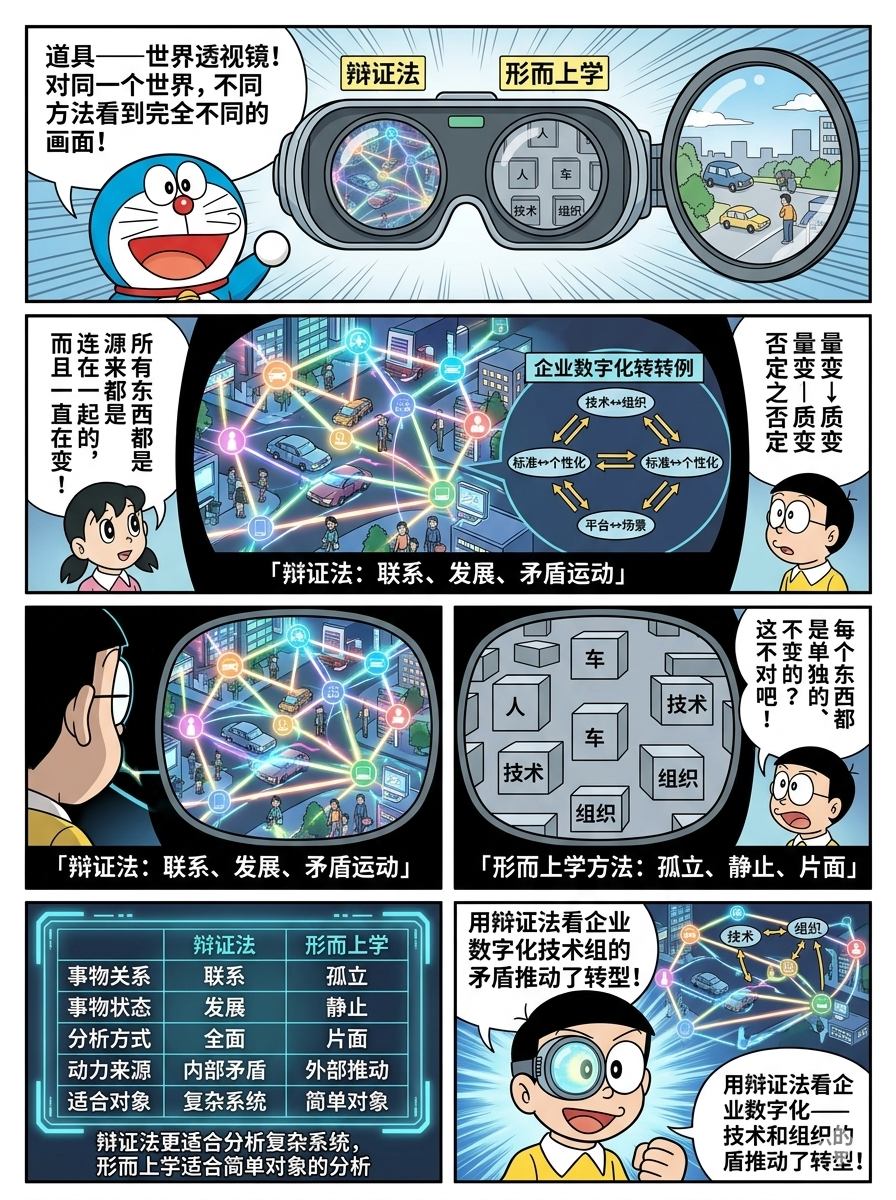 道具——世界透视镜!
对同一个世界，不同
方法看到完全不同的
画面!
辩证法
形而上学
人
人
车
技术
组织
所有东西都是
源来都是
连在一起的，
而且一直在变!
企业数字化转转例
技术↔组织
标准↔个性化
标准↔个性化
平台↔场景
量变→质变
量变—质变
否定之否定
「辩证法：联系、发展、矛盾运动」
「辩证法：联系、发展、矛盾运动」
车
人
技术
车
技术
组织
组织
每个东西都
是单独的、
不变的？
这不对吧!
「形而上学方法：孤立、静止、片面」
辩证法 形而上学
事物关系 联系 孤立
事物状态 发展 静止
分析方式 全面 片面
动力来源 内部矛盾 外部推动
适合对象 复杂系统 简单对象
辩证法更适合分析复杂系统，
形而上学适合简单对象的分析
用辩证法看企业
数字化技术组的
矛盾推动了转型!
技术
组织
用辩证法看企
业数字化——
技术和组织的
盾推动了转型!